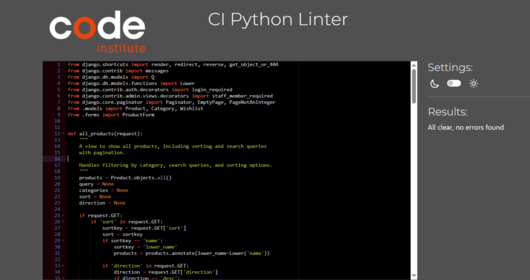 code
institute
CI Python Linter
Settings:
Results:
All clear, no errors found
1 from django.shortcuts import render, redirect, reverse, get_object_or_404
2 from django.contrib import messages
3 from django.db.models import Q
4 from django.db.models.functions import Lower
5 from django.contrib.auth.decorators import login_required
6 from django.contrib.admin.views.decorators import staff_member_required
7 from django.core.paginator import Paginator, EmptyPage, PageNotAnInteger
8 from .models import Product, Category, Wishlist
9 from .forms import ProductForm
10
11
12 def all_products(request):
13 """
14 A view to show all products, including sorting and search queries
15 with pagination.
16
17 Handles filtering by category, search queries, and sorting options.
18 """
19 products = Product.objects.all()
20 query = None
21 categories = None
22 sort = None
23 direction = None
24
25 if request.GET:
26 if 'sort' in request.GET:
27 sortkey = request.GET['sort']
28 sort = sortkey
29 if sortkey == 'name':
30 sortkey = 'lower_name'
31 products = products.annotate(lower_name=Lower('name'))
32
33 if 'direction' in request.GET:
34 direction = request.GET['direction']
35 if direction == 'desc':